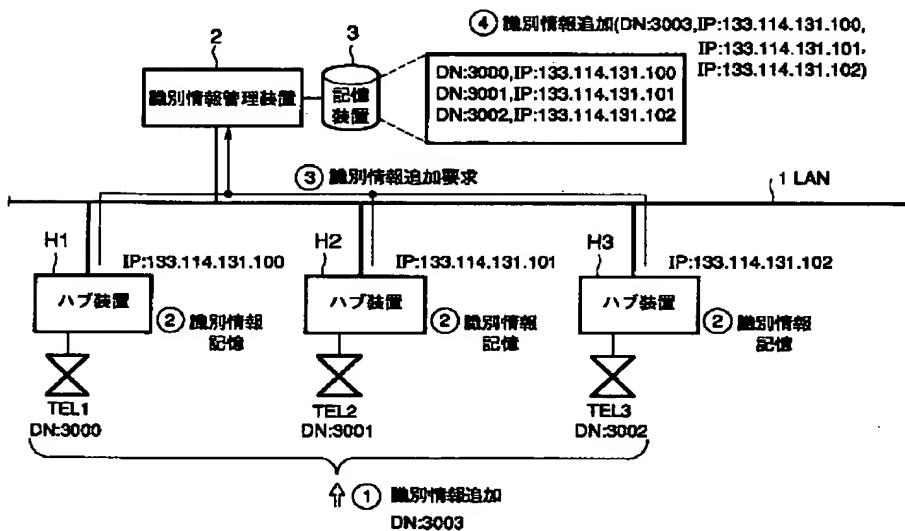 ④ 識別情報追加(DN:3003,IP:133.114.131.100,
IP:133.114.131.101,
IP:133.114.131.102)
2
3
識別情報管理装置
記憶
装置
DN:3000,IP:133.114.131.100
DN:3001,IP:133.114.131.101
DN:3002,IP:133.114.131.102
③ 識別情報追加要求
1 LAN
H1
IP:133.114.131.100
H2
IP:133.114.131.101
H3
IP:133.114.131.102
ハブ装置
② 識別情報
記憶
ハブ装置
② 識別情報
記憶
ハブ装置
② 識別情報
記憶
TEL1
DN:3000
TEL2
DN:3001
TEL3
DN:3002
① 識別情報追加
DN:3003